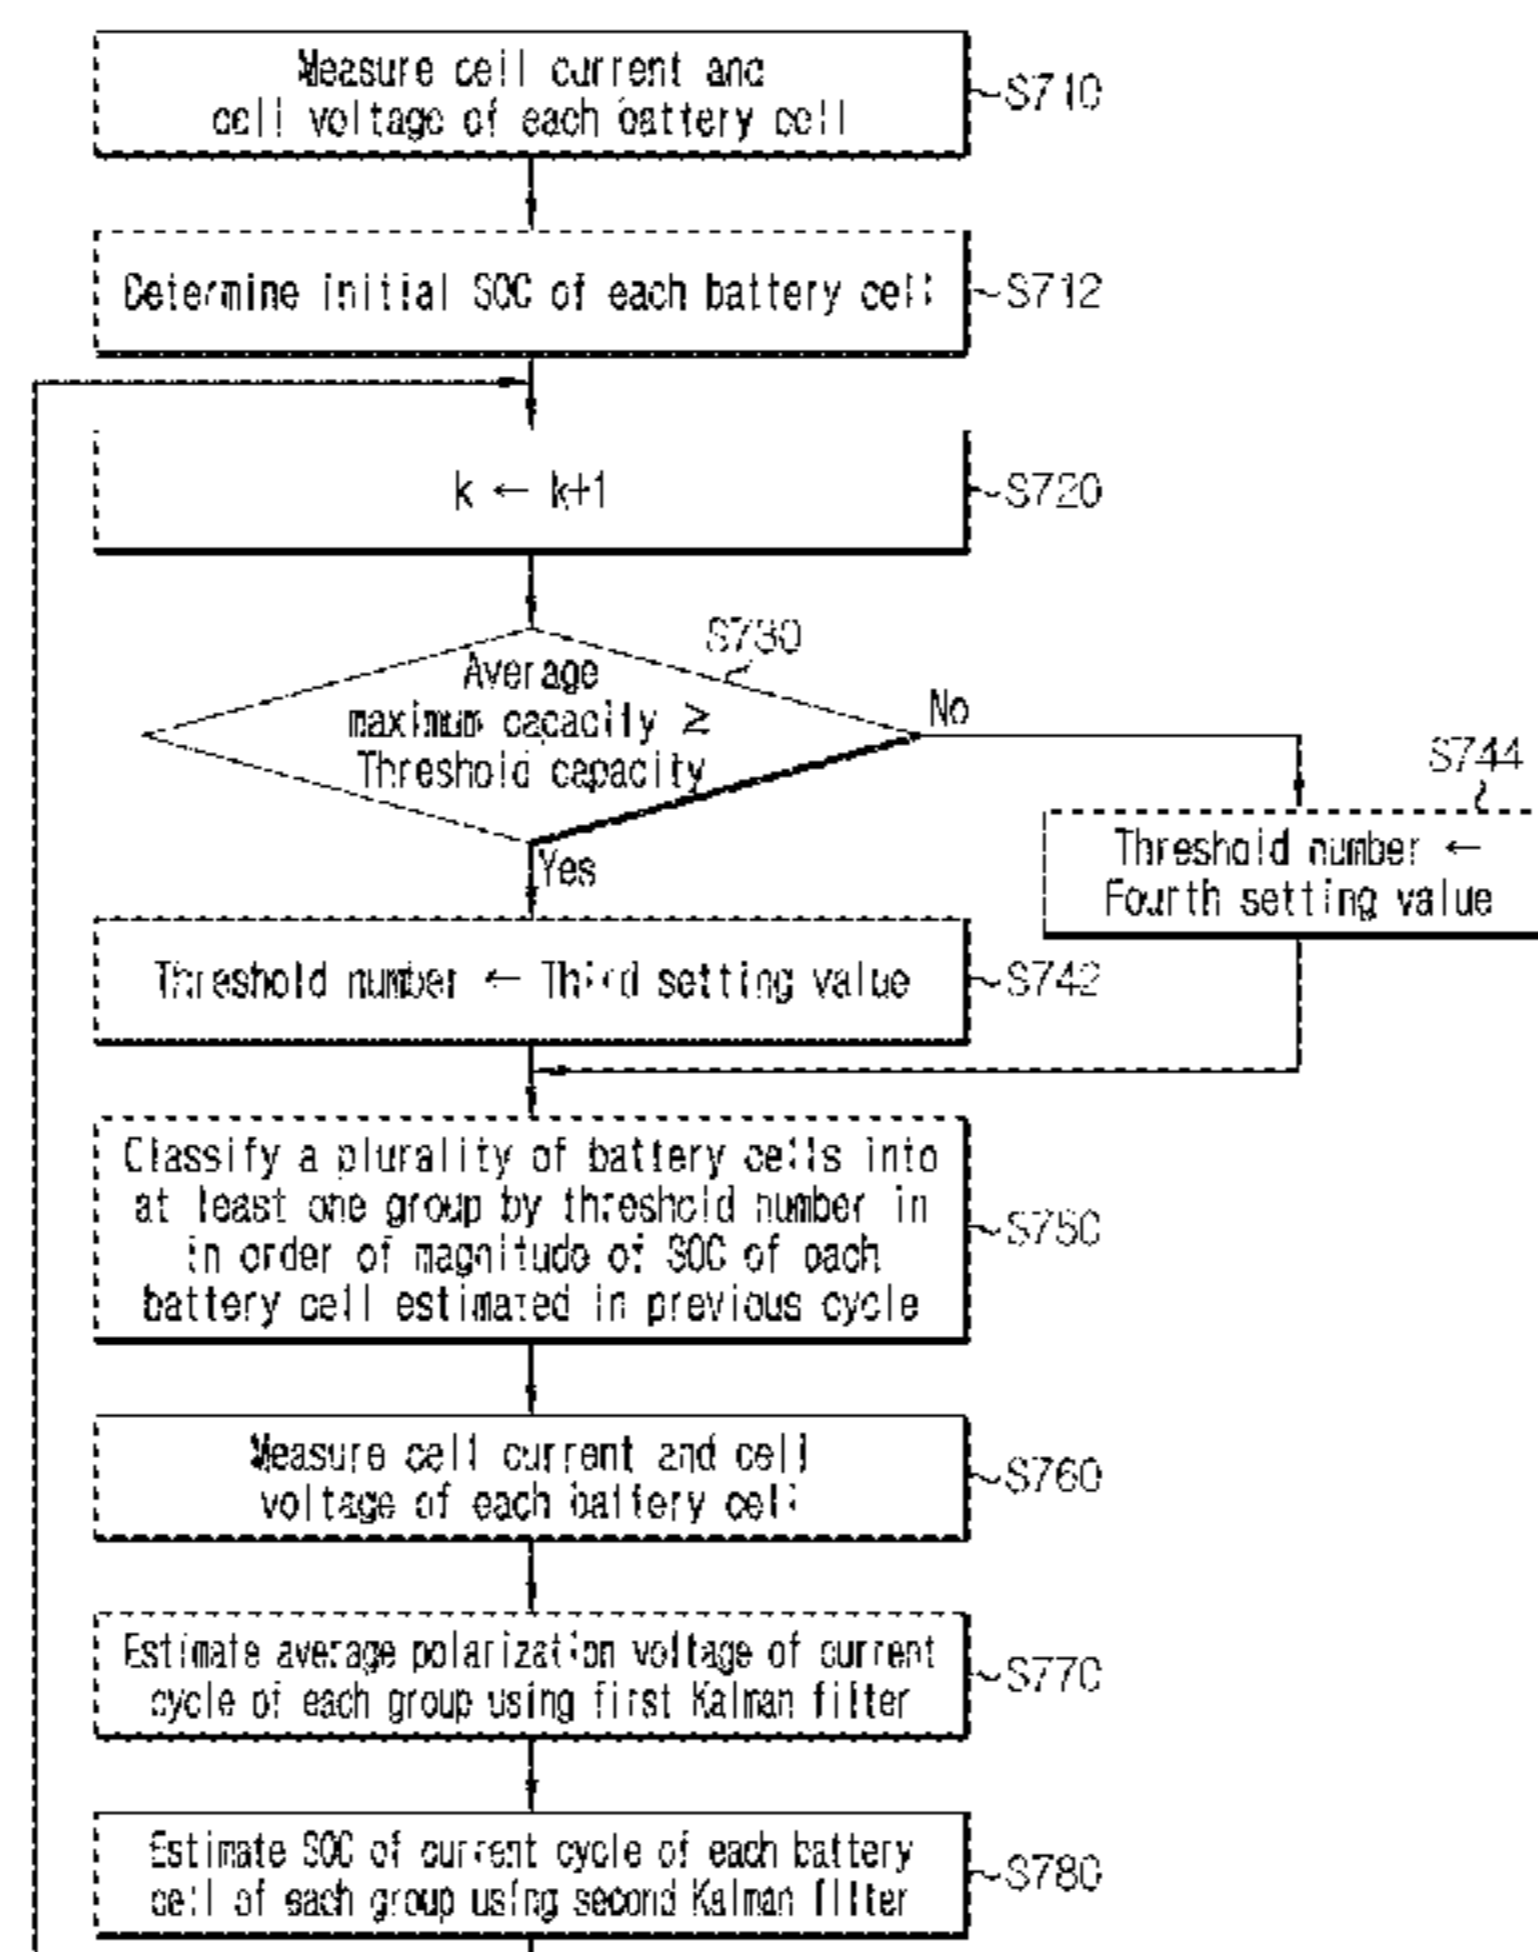 Measure cell current and
cell voltage of each battery cell
S710
Determine initial SOC of each battery cell
S712
k ← k+1
S720
S730
Average
maximum capacity ≥
Threshold capacity
No
Yes
S744
Threshold number ←
Fourth setting value
Threshold number ← Third setting value
S742
Classify a plurality of battery cells into
at least one group by threshold number in
in order of magnitude of SOC of each
battery cell estimated in previous cycle
S750
Measure cell current and cell
voltage of each battery cell
S760
Estimate average polarization voltage of current
cycle of each group using first Kalman filter
S770
Estimate SOC of current cycle of each battery
cell of each group using second Kalman filter
S780